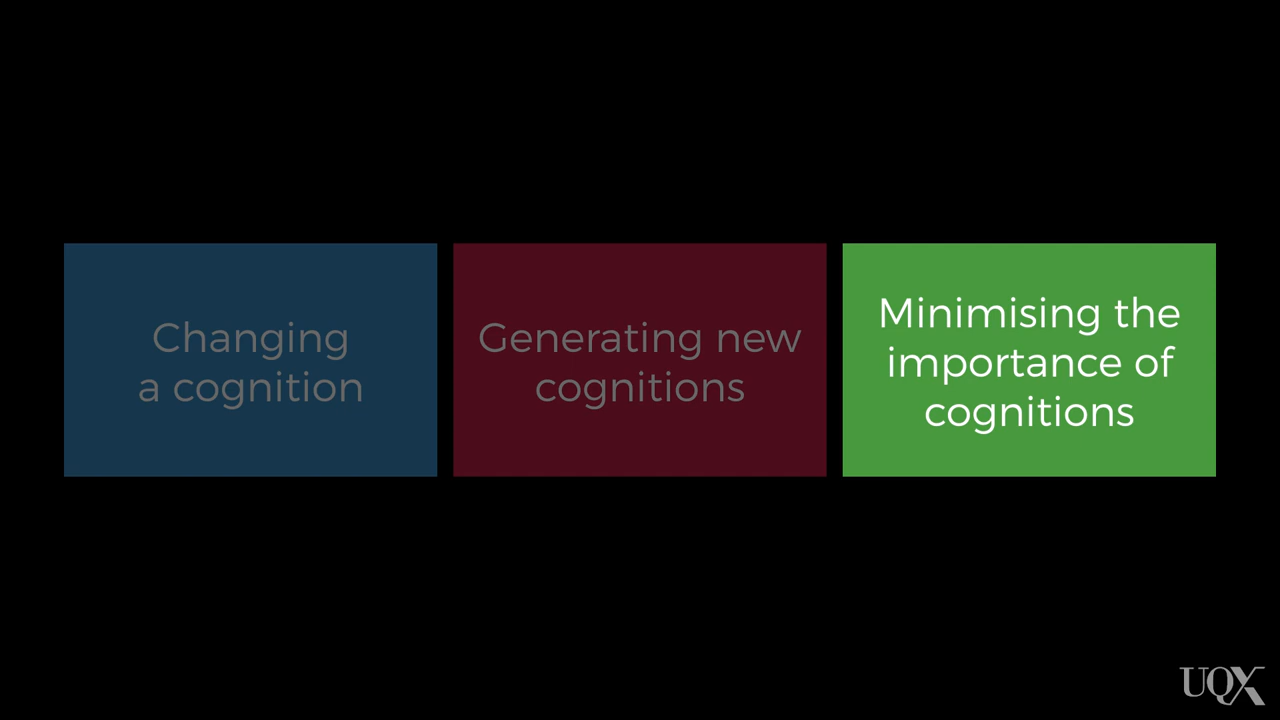 Changing
a cognition
Generating new
cognitions
Minimising the
importance of
cognitions
UQX